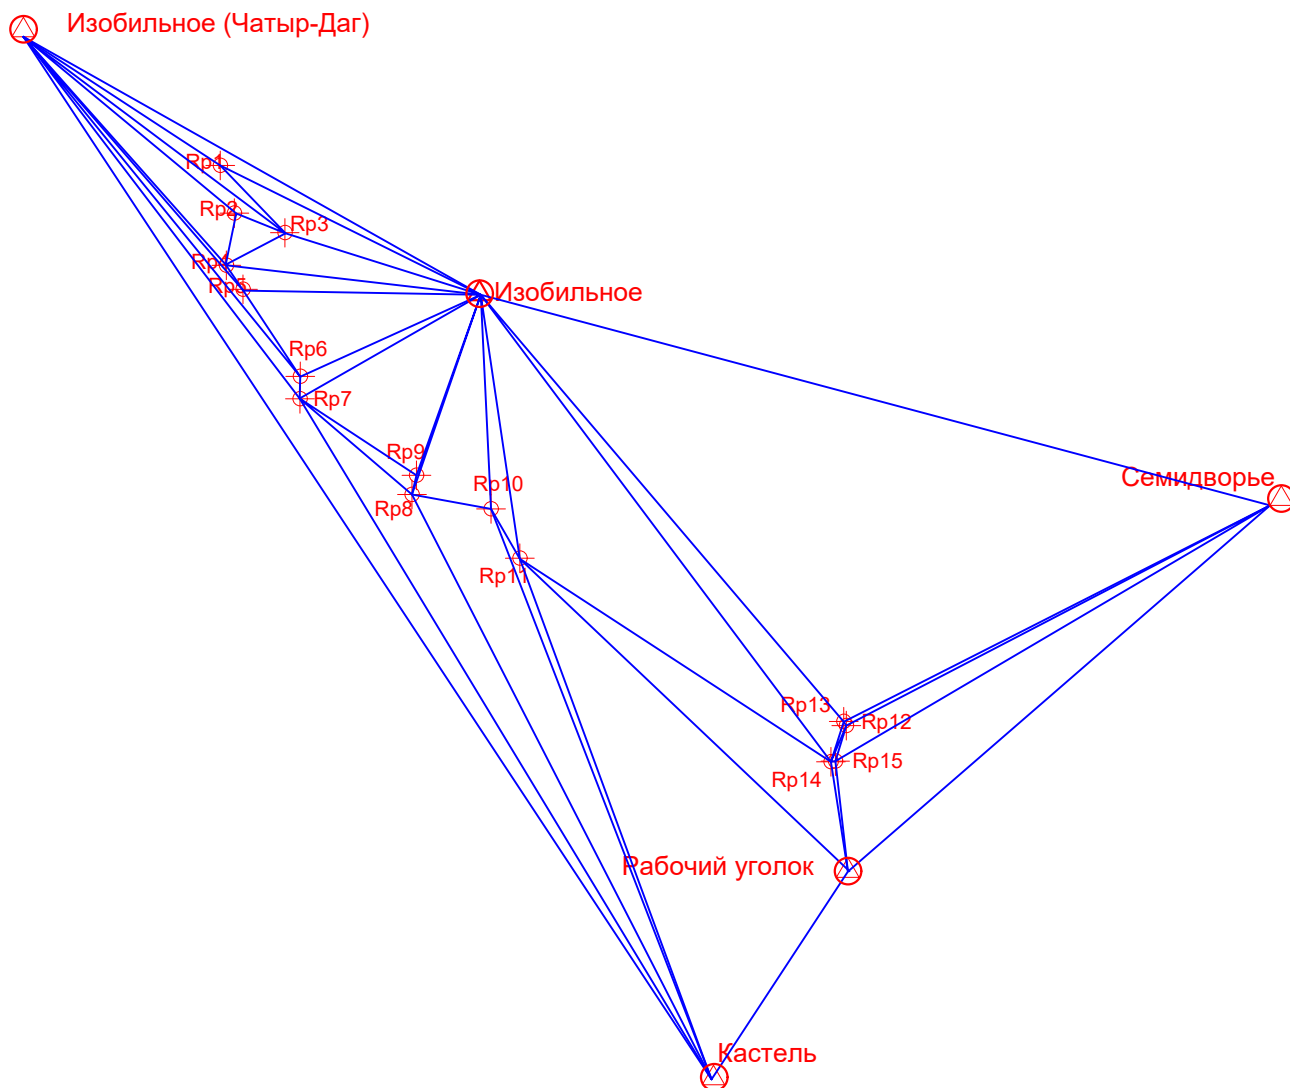 Изобильное (Чатыр-Даг)
Rp1
Rp2
Rp3
Rp4
Rp5
Изобильное
Rp6
Rp7
Rp9
Rp10
Rp8
Семидворье
Rp11
Rp13
Rp12
Rp15
Rp14
Рабочий уголок
Кастель